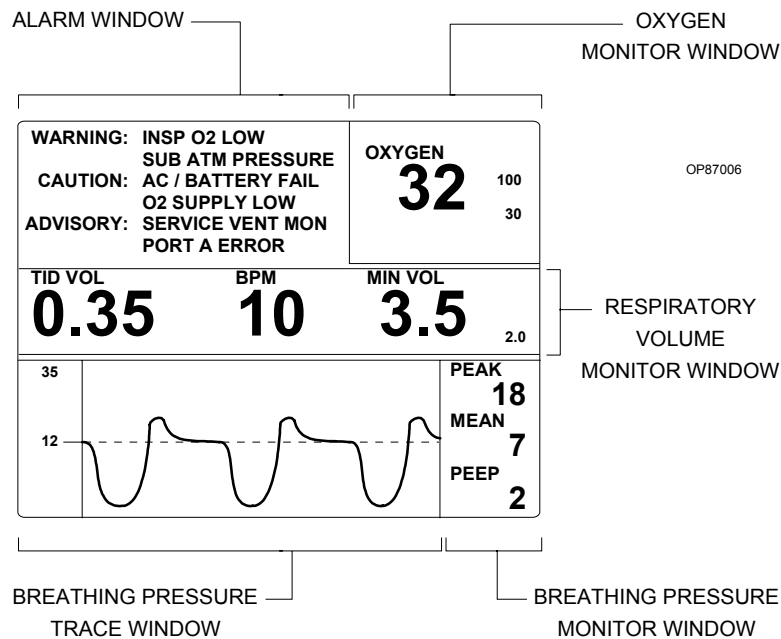 ALARM WINDOW
OXYGEN
MONITOR WINDOW
WARNING: INSP O2 LOW
SUB ATM PRESSURE
CAUTION: AC / BATTERY FAIL
O2 SUPPLY LOW
ADVISORY: SERVICE VENT MON
PORT A ERROR
OXYGEN
32
100
30
OP87006
TID VOL
0.35
BPM
10
MIN VOL
3.5
2.0
RESPIRATORY
VOLUME
MONITOR WINDOW
35
12
PEAK
18
MEAN
7
PEEP
2
BREATHING PRESSURE
TRACE WINDOW
BREATHING PRESSURE
MONITOR WINDOW